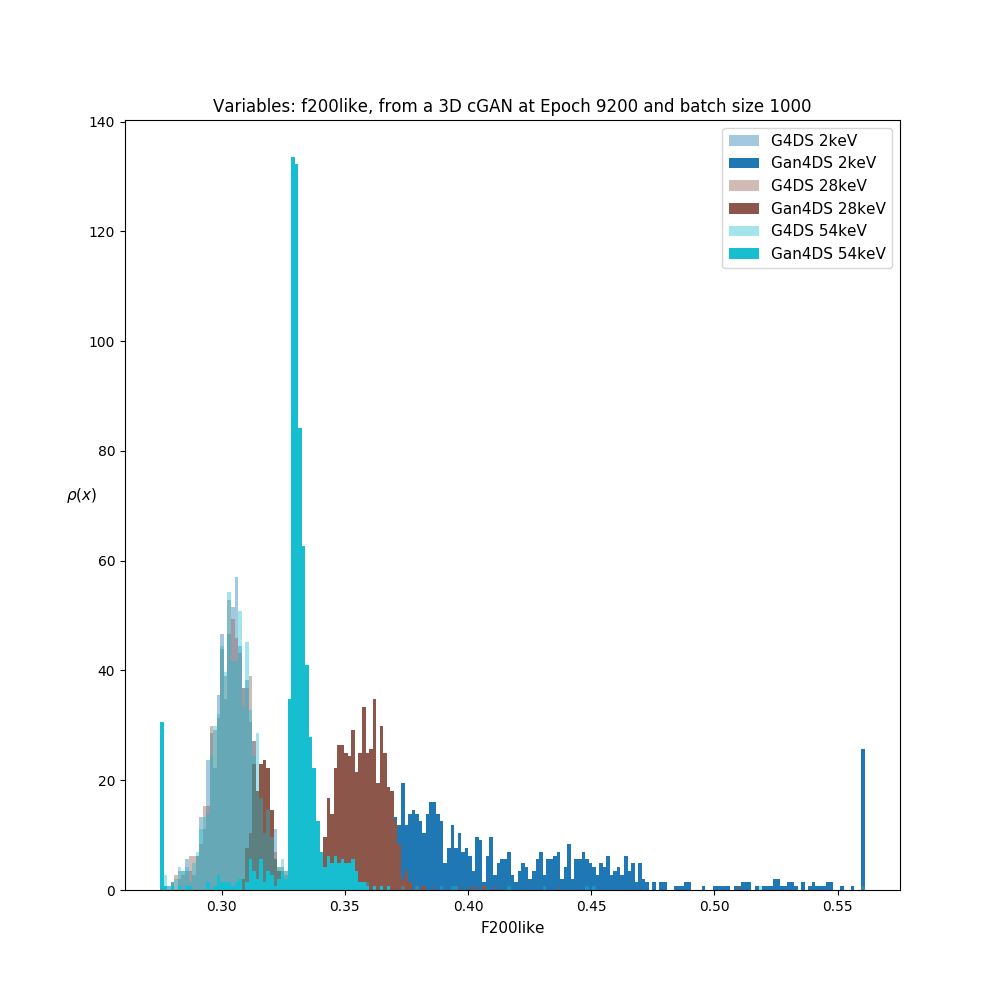 Variables: f200like, from a 3D cGAN at Epoch 9200 and batch size 1000
140
120
100
80
60
40
20
0
ρ(x)
G4DS 2keV
Gan4DS 2keV
G4DS 28keV
Gan4DS 28keV
G4DS 54keV
Gan4DS 54keV
0.30 0.35 0.40 0.45 0.50 0.55
F200like